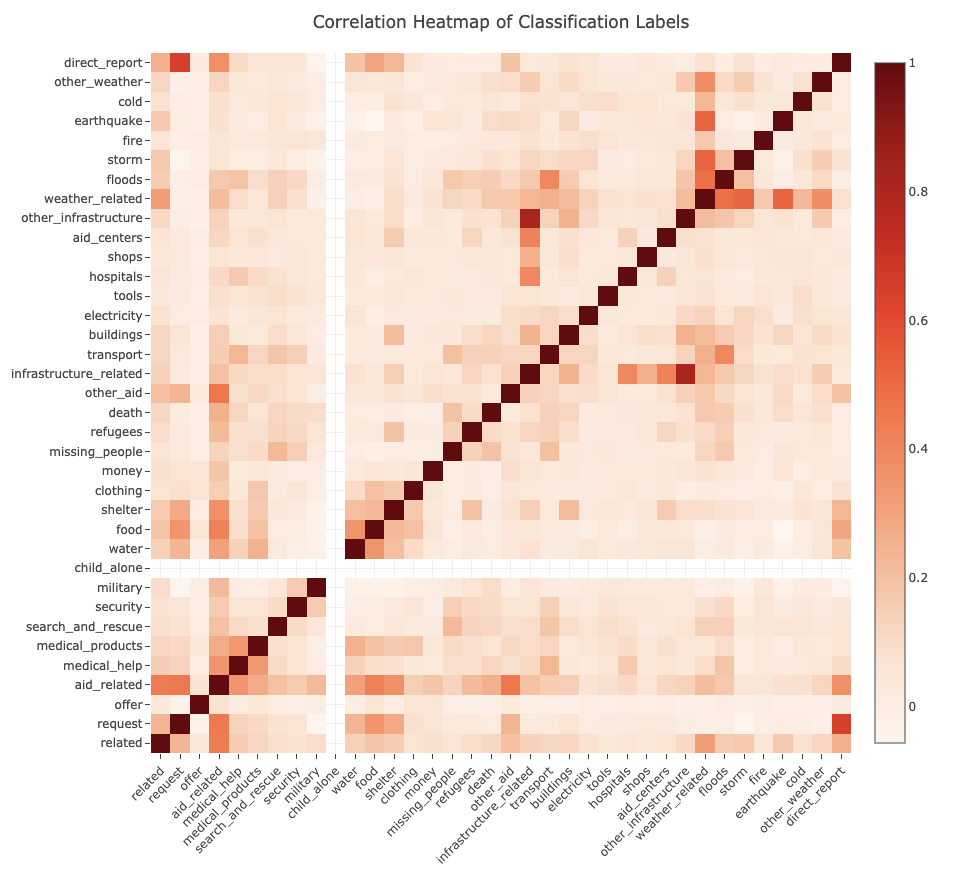 Correlation Heatmap of Classification Labels
direct_report
other_weather
cold
earthquake
fire
storm
floods
weather_related
other_infrastructure
aid_centers
shops
hospitals
tools
electricity
buildings
transport
infrastructure_related
other_aid
death
refugees
missing_people
money
clothing
shelter
food
water
child_alone
military
security
search_and_rescue
medical_products
medical_help
aid_related
offer
request
related
related
request
offer
aid_related
medical_help
medical_products
search_and_rescue
security
military
child_alone
water
food
shelter
clothing
money
missing_people
refugees
death
other_aid
infrastructure_related
transport
buildings
electricity
tools
hospitals
shops
aid_centers
other_infrastructure
weather_related
floods
storm
fire
earthquake
cold
other_weather
direct_report
1
0.8
0.6
0.4
0.2
0